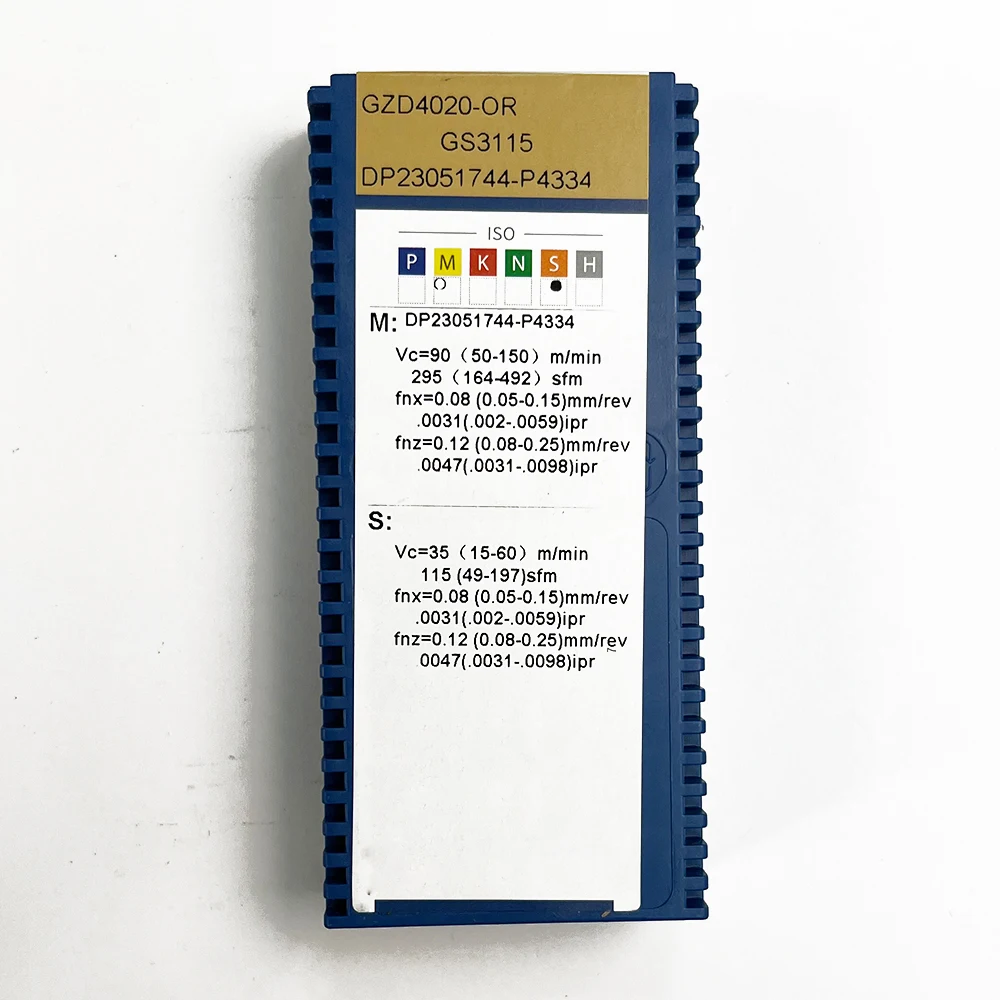 GZD4020-OR
GS3115
DP23051744-P4334
ISO
P M K N S H
M: DP23051744-P4334
Vc=90（50-150）m/min
295（164-492）sfm
fnx=0.08 (0.05-0.15)mm/rev
.0031(.002-.0059)ipr
fnz=0.12 (0.08-0.25)mm/rev
.0047(.0031-.0098)ipr
S:
Vc=35（15-60）m/min
115 (49-197)sfm
fnx=0.08 (0.05-0.15)mm/rev
.0031(.002-.0059)ipr
fnz=0.12 (0.08-0.25)mm/rev
.0047(.0031-.0098)ipr